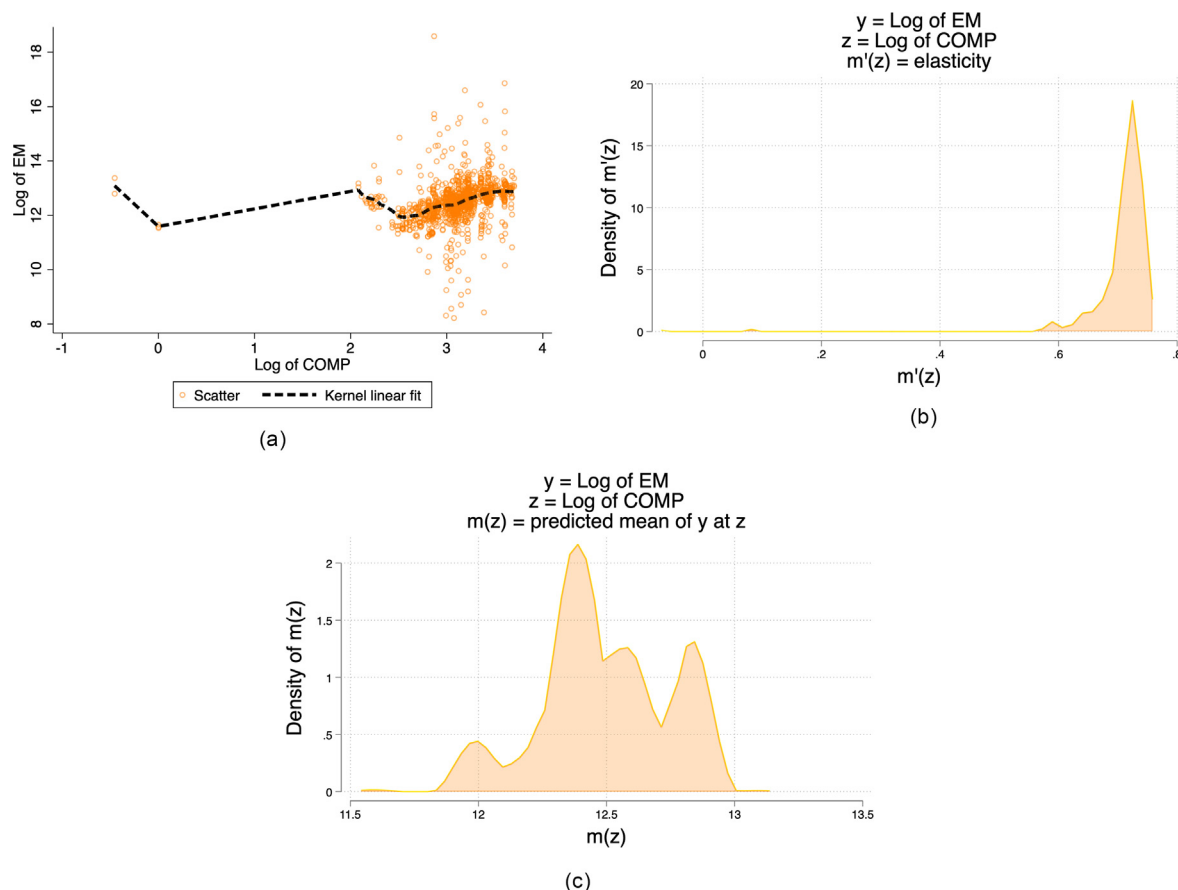 18
16
14
12
10
8
Log of EM
-1
0
1
2
3
4
Log of COMP
Scatter
Kernel linear fit
(a)
y = Log of EM
z = Log of COMP
m'(z) = elasticity
20
15
10
5
0
Density of m'(z)
0
.2
.4
.6
.8
m'(z)
(b)
y = Log of EM
z = Log of COMP
m(z) = predicted mean of y at z
2
1.5
1
.5
0
Density of m(z)
11.5
12
12.5
13
13.5
m(z)
(c)